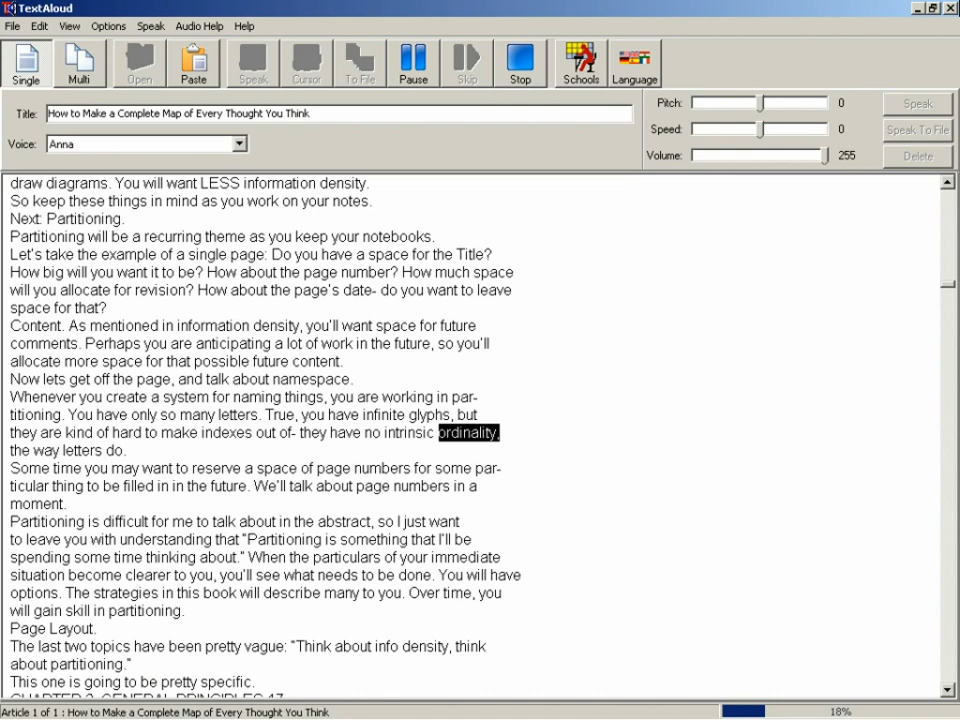 TextAloud
File Edit View Options Speak Audio Help Help
Single Multi Open Paste Speak Cursor To File Pause Skip Stop Schools Language
Title: How to Make a Complete Map of Every Thought You Think
Voice: Anna
Pitch: 0 Speak
Speed: 0 Speak To File
Volume: 255 Delete
draw diagrams. You will want LESS information density.
So keep these things in mind as you work on your notes.
Next: Partitioning.
Partitioning will be a recurring theme as you keep your notebooks.
Let's take the example of a single page: Do you have a space for the Title?
How big will you want it to be? How about the page number? How much space
will you allocate for revision? How about the page's date- do you want to leave
space for that?
Content. As mentioned in information density, you'll want space for future
comments. Perhaps you are anticipating a lot of work in the future, so you'll
allocate more space for that possible future content.
Now lets get off the page, and talk about namespace.
Whenever you create a system for naming things, you are working in par-
titioning. You have only so many letters. True, you have infinite glyphs, but
they are kind of hard to make indexes out of- they have no intrinsic ordinality,
the way letters do.
Some time you may want to reserve a space of page numbers for some par-
ticular thing to be filled in in the future. We'll talk about page numbers in a
moment.
Partitioning is difficult for me to talk about in the abstract, so I just want
to leave you with understanding that "Partitioning is something that I'll be
spending some time thinking about." When the particulars of your immediate
situation become clearer to you, you'll see what needs to be done. You will have
options. The strategies in this book will describe many to you. Over time, you
will gain skill in partitioning.
Page Layout.
The last two topics have been pretty vague: "Think about info density, think
about partitioning."
This one is going to be pretty specific.
CHAPTER 2. GENERAL PRINCIPLES 17
Article 1 of 1 : How to Make a Complete Map of Every Thought You Think 18%